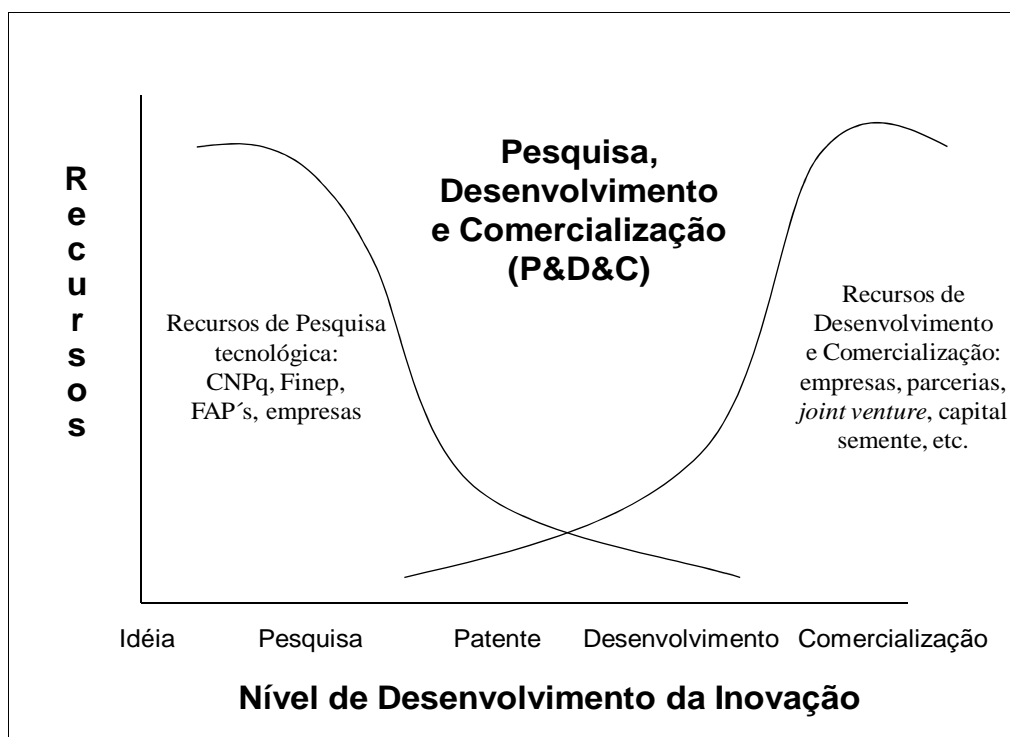 Pesquisa,
Desenvolvimento
e Comercialização
(P&D&C)
Recursos
Recursos de Pesquisa
tecnológica:
CNPq, Finep,
FAP´s, empresas
Recursos de
Desenvolvimento
e Comercialização:
empresas, parcerias,
joint venture, capital
semente, etc.
Idéia Pesquisa Patente Desenvolvimento Comercialização
Nível de Desenvolvimento da Inovação